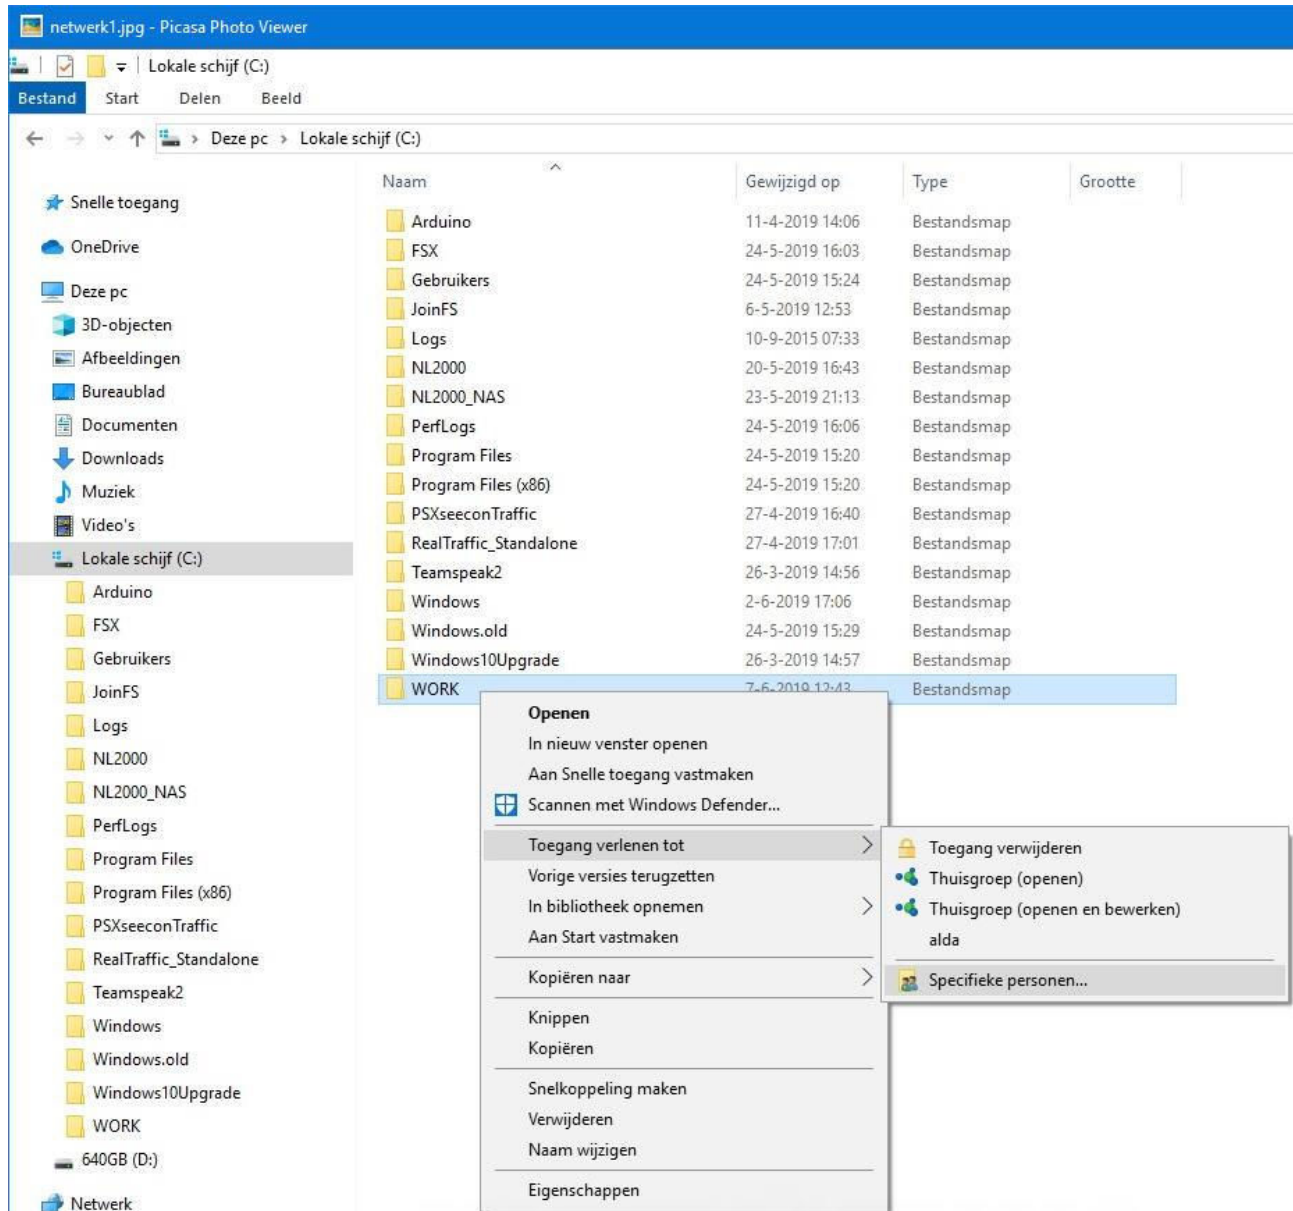 netwerk1.jpg - Picasa Photo Viewer
Lokale schijf (C:)
Bestand Start Delen Beeld
Deze pc > Lokale schijf (C:)
Naam Gewijzigd op Type Grootte
Snelle toegang
OneDrive
Deze pc
3D-objecten
Afbeeldingen
Bureaublad
Documenten
Downloads
Muziek
Video's
Lokale schijf (C:)
Arduino
FSX
Gebruikers
JoinFS
Logs
NL2000
NL2000_NAS
PerfLogs
Program Files
Program Files (x86)
PSXseeconTraffic
RealTraffic_Standalone
Teamspeak2
Windows
Windows.old
Windows10Upgrade
WORK
640GB (D:)
Netwerk
Arduino 11-4-2019 14:06 Bestandsmap
FSX 24-5-2019 16:03 Bestandsmap
Gebruikers 24-5-2019 15:24 Bestandsmap
JoinFS 6-5-2019 12:53 Bestandsmap
Logs 10-9-2015 07:33 Bestandsmap
NL2000 20-5-2019 16:43 Bestandsmap
NL2000_NAS 23-5-2019 21:13 Bestandsmap
PerfLogs 24-5-2019 16:06 Bestandsmap
Program Files 24-5-2019 15:20 Bestandsmap
Program Files (x86) 24-5-2019 15:20 Bestandsmap
PSXseeconTraffic 27-4-2019 16:40 Bestandsmap
RealTraffic_Standalone 27-4-2019 17:01 Bestandsmap
Teamspeak2 26-3-2019 14:56 Bestandsmap
Windows 2-6-2019 17:06 Bestandsmap
Windows.old 24-5-2019 15:29 Bestandsmap
Windows10Upgrade 26-3-2019 14:57 Bestandsmap
WORK 7-6-2019 12:43 Bestandsmap
Openen
In nieuw venster openen
Aan Snelle toegang vastmaken
Scannen met Windows Defender...
Toegang verlenen tot
Vorige versies terugzetten
In bibliotheek opnemen
Aan Start vastmaken
Kopiëren naar
Knippen
Kopiëren
Snelkoppeling maken
Verwijderen
Naam wijzigen
Eigenschappen
Toegang verwijderen
Thuisgroep (openen)
Thuisgroep (openen en bewerken)
alda
Specifieke personen...